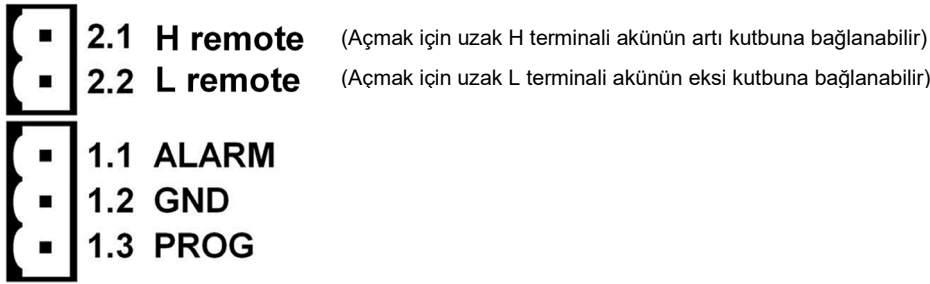 2.1 H remote (Açmak için uzak H terminali akünün artı kutbuna bağlanabilir)
2.2 L remote (Açmak için uzak L terminali akünün eksi kutbuna bağlanabilir)
1.1 ALARM
1.2 GND
1.3 PROG